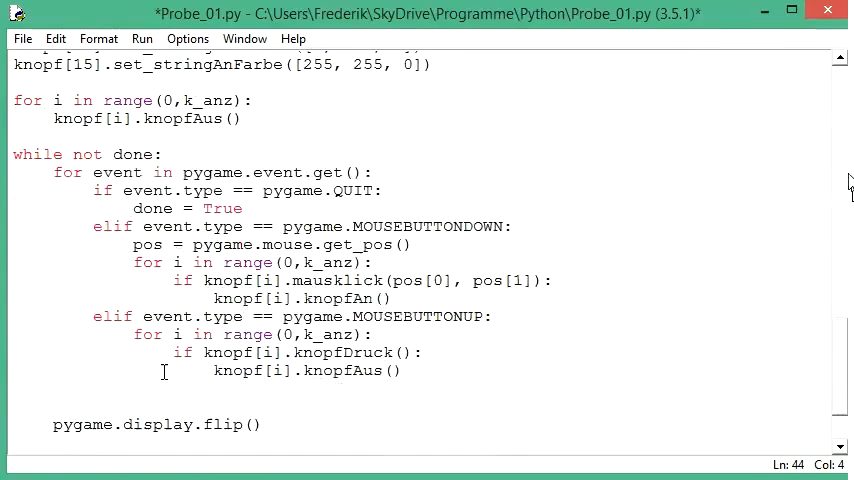 *Probe_01.py - C:\Users\Frederik\SkyDrive\Programme\Python\Probe_01.py (3.5.1)*
File Edit Format Run Options Window Help
knopf[15].set_stringAnFarbe([255, 255, 0])
for i in range(0,k_anz):
    knopf[i].knopfAus()
while not done:
    for event in pygame.event.get():
        if event.type == pygame.QUIT:
            done = True
        elif event.type == pygame.MOUSEBUTTONDOWN:
            pos = pygame.mouse.get_pos()
            for i in range(0,k_anz):
                if knopf[i].mausklick(pos[0], pos[1]):
                    knopf[i].knopfAn()
        elif event.type == pygame.MOUSEBUTTONUP:
            for i in range(0,k_anz):
                if knopf[i].knopfDruck():
                    knopf[i].knopfAus()
    pygame.display.flip()
Ln: 44 Col: 4